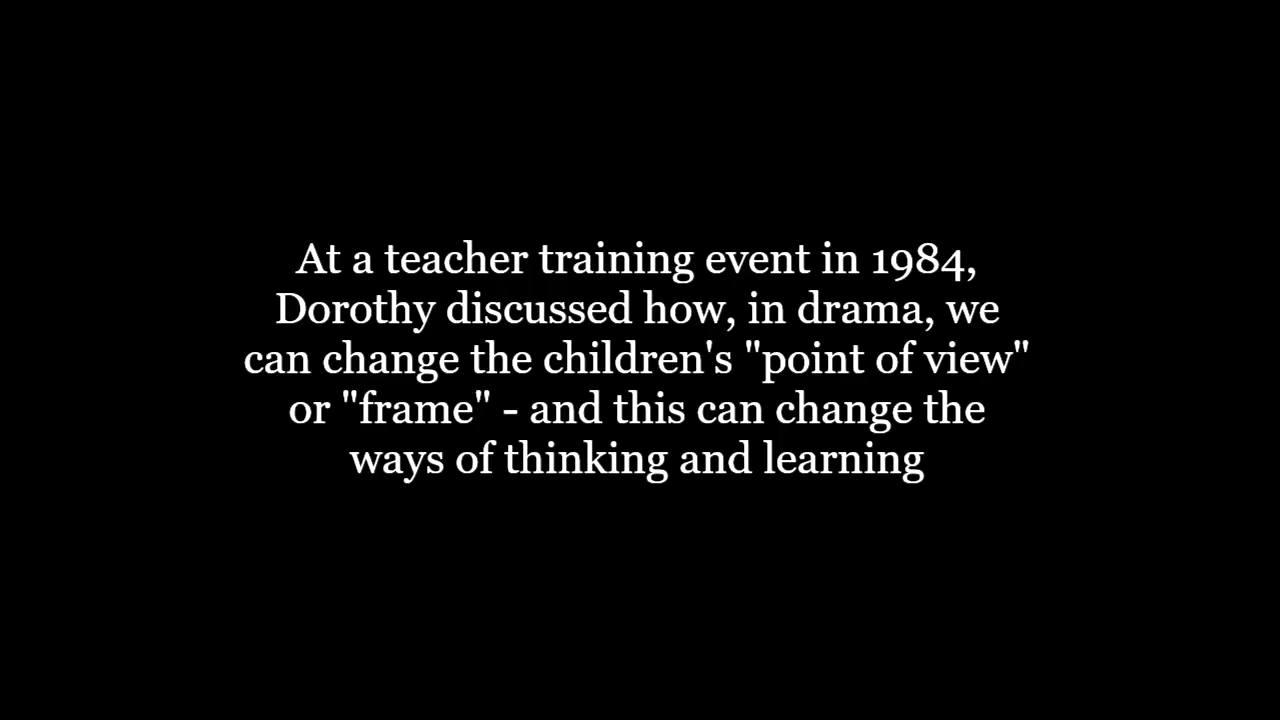 At a teacher training event in 1984,
Dorothy discussed how, in drama, we
can change the children's "point of view"
or "frame" - and this can change the
ways of thinking and learning